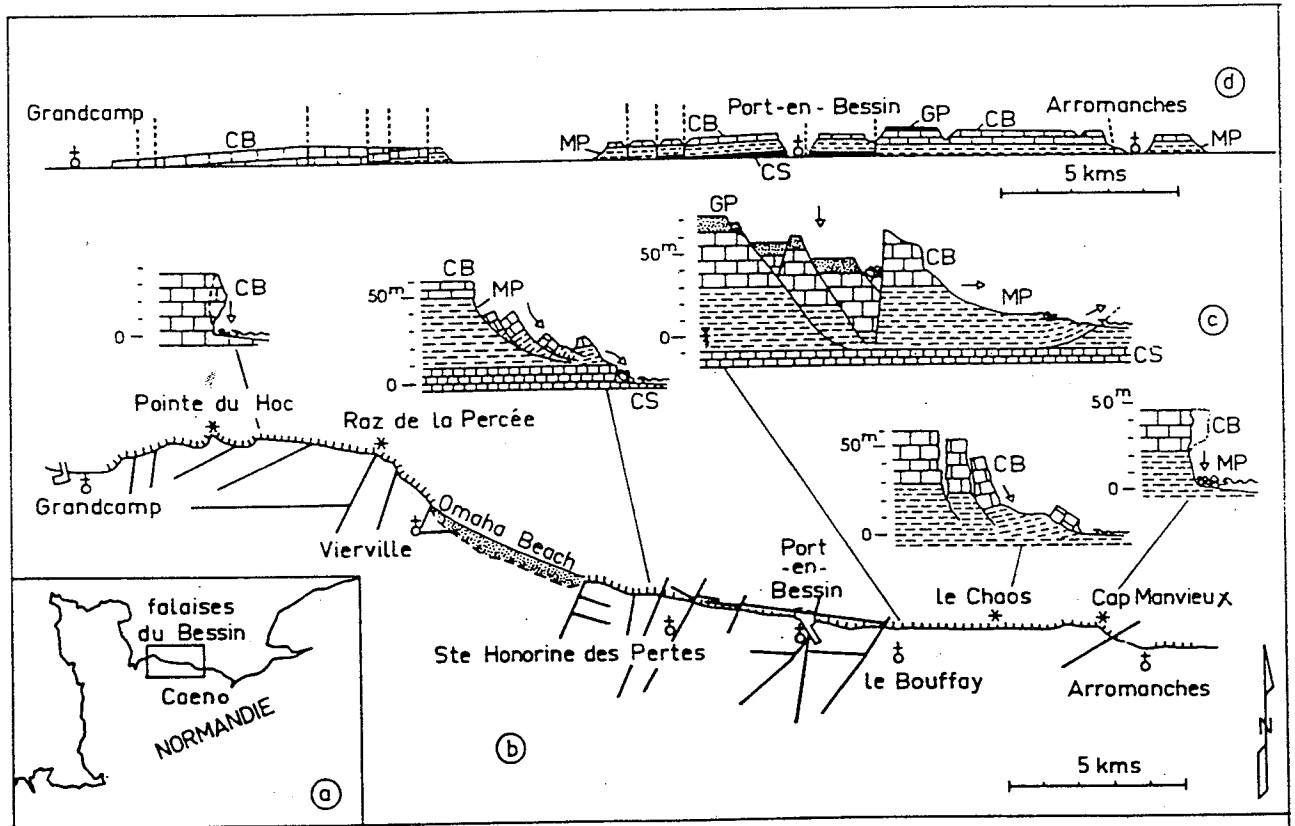 d
Grandcamp
Port-en-Bessin
Arromanches
CB
MP
CB
GP
CB
MP
CS
5 kms
GP
50m
0
CB
MP
CS
c
CB
0
CB
50m
MP
0
CS
50m
CB
0
50m
CB
MP
0
Pointe du Hoc
Raz de la Percée
Grandcamp
Vierville
Omaha Beach
Port
-en-
Bessin
le Chaos
Cap Manvieux
Ste Honorine des Pertes
le Bouffay
Arromanches
falaises
du Bessin
Caeno
NORMANDIE
a
b
5 kms
N